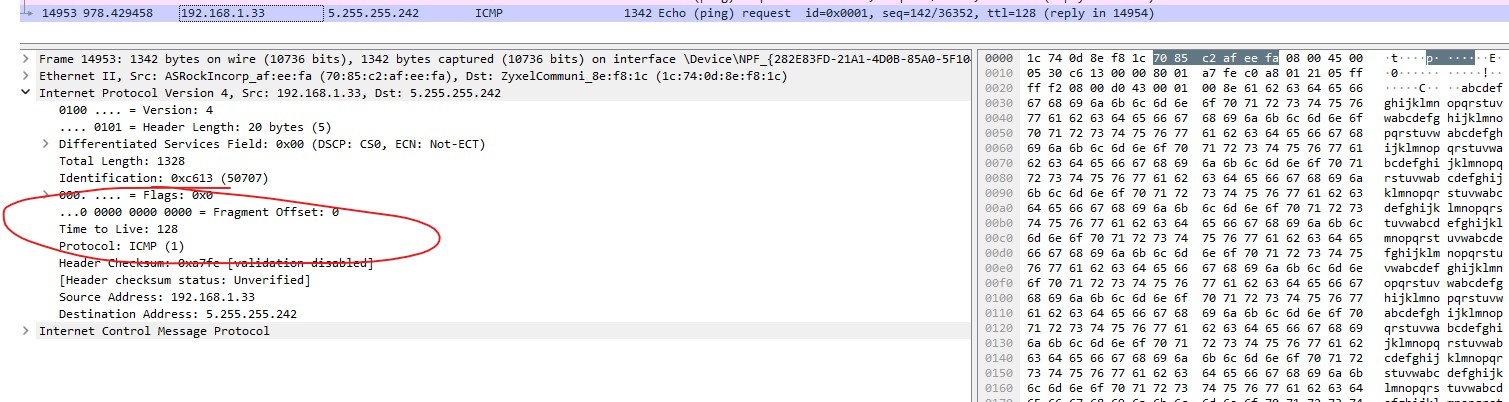 14953 978.429458 192.168.1.33 5.255.255.242 ICMP 1342 Echo (ping) request id=0x0001, seq=142/36352, ttl=128 (reply in 14954)
Frame 14953: 1342 bytes on wire (10736 bits), 1342 bytes captured (10736 bits) on interface \Device\NPF_{282E83FD-21A1-4D0B-85A0-5F10
Ethernet II, Src: ASRockIncorp_af:ee:fa (70:85:c2:af:ee:fa), Dst: ZyxelCommuni_8e:f8:1c (1c:74:0d:8e:f8:1c)
Internet Protocol Version 4, Src: 192.168.1.33, Dst: 5.255.255.242
0100 .... = Version: 4
.... 0101 = Header Length: 20 bytes (5)
Differentiated Services Field: 0x00 (DSCP: CS0, ECN: Not-ECT)
Total Length: 1328
Identification: 0xc613 (50707)
000. .... = Flags: 0x0
...0 0000 0000 0000 = Fragment Offset: 0
Time to Live: 128
Protocol: ICMP (1)
Header Checksum: 0xa7fe [validation disabled]
[Header checksum status: Unverified]
Source Address: 192.168.1.33
Destination Address: 5.255.255.242
Internet Control Message Protocol
0000 1c 74 0d 8e f8 1c 70 85 c2 af ee fa 08 00 45 00 ·t····p· ······E·
0010 05 30 c6 13 00 00 80 01 a7 fe c0 a8 01 21 05 ff ·0······ ·····!··
0020 ff f2 08 00 d0 43 00 01 00 8e 61 62 63 64 65 66 ·····C·· ··abcdef
0030 67 68 69 6a 6b 6c 6d 6e 6f 70 71 72 73 74 75 76 ghijklmn opqrstuv
0040 77 61 62 63 64 65 66 67 68 69 6a 6b 6c 6d 6e 6f wabcdefg hijklmno
0050 70 71 72 73 74 75 76 77 61 62 63 64 65 66 67 68 pqrstuvw abcdefgh
0060 69 6a 6b 6c 6d 6e 6f 70 71 72 73 74 75 76 77 61 ijklmnop qrstuvwa
0070 62 63 64 65 66 67 68 69 6a 6b 6c 6d 6e 6f 70 71 bcdefghi jklmnopq
0080 72 73 74 75 76 77 61 62 63 64 65 66 67 68 69 6a rstuvwab cdefghij
0090 6b 6c 6d 6e 6f 70 71 72 73 74 75 76 77 61 62 63 klmnopqr stuvwabc
00a0 64 65 66 67 68 69 6a 6b 6c 6d 6e 6f 70 71 72 73 defghijk lmnopqrs
00b0 74 75 76 77 61 62 63 64 65 66 67 68 69 6a 6b 6c tuvwabcd efghijkl
00c0 6d 6e 6f 70 71 72 73 74 75 76 77 61 62 63 64 65 mnopqrst uvwabcde
00d0 66 67 68 69 6a 6b 6c 6d 6e 6f 70 71 72 73 74 75 fghijklm nopqrstu
00e0 76 77 61 62 63 64 65 66 67 68 69 6a 6b 6c 6d 6e vwabcdef ghijklmn
00f0 6f 70 71 72 73 74 75 76 77 61 62 63 64 65 66 67 opqrstuv wabcdefg
0100 68 69 6a 6b 6c 6d 6e 6f 70 71 72 73 74 75 76 77 hijklmno pqrstuvw
0110 61 62 63 64 65 66 67 68 69 6a 6b 6c 6d 6e 6f 70 abcdefgh ijklmnop
0120 71 72 73 74 75 76 77 61 62 63 64 65 66 67 68 69 qrstuvwa bcdefghi
0130 6a 6b 6c 6d 6e 6f 70 71 72 73 74 75 76 77 61 62 jklmnopq rstuvwab
0140 63 64 65 66 67 68 69 6a 6b 6c 6d 6e 6f 70 71 72 cdefghij klmnopqr
0150 73 74 75 76 77 61 62 63 64 65 66 67 68 69 6a 6b stuvwabc defghijk
0160 6c 6d 6e 6f 70 71 72 73 74 75 76 77 61 62 63 64 lmnopqrs tuvwabcd